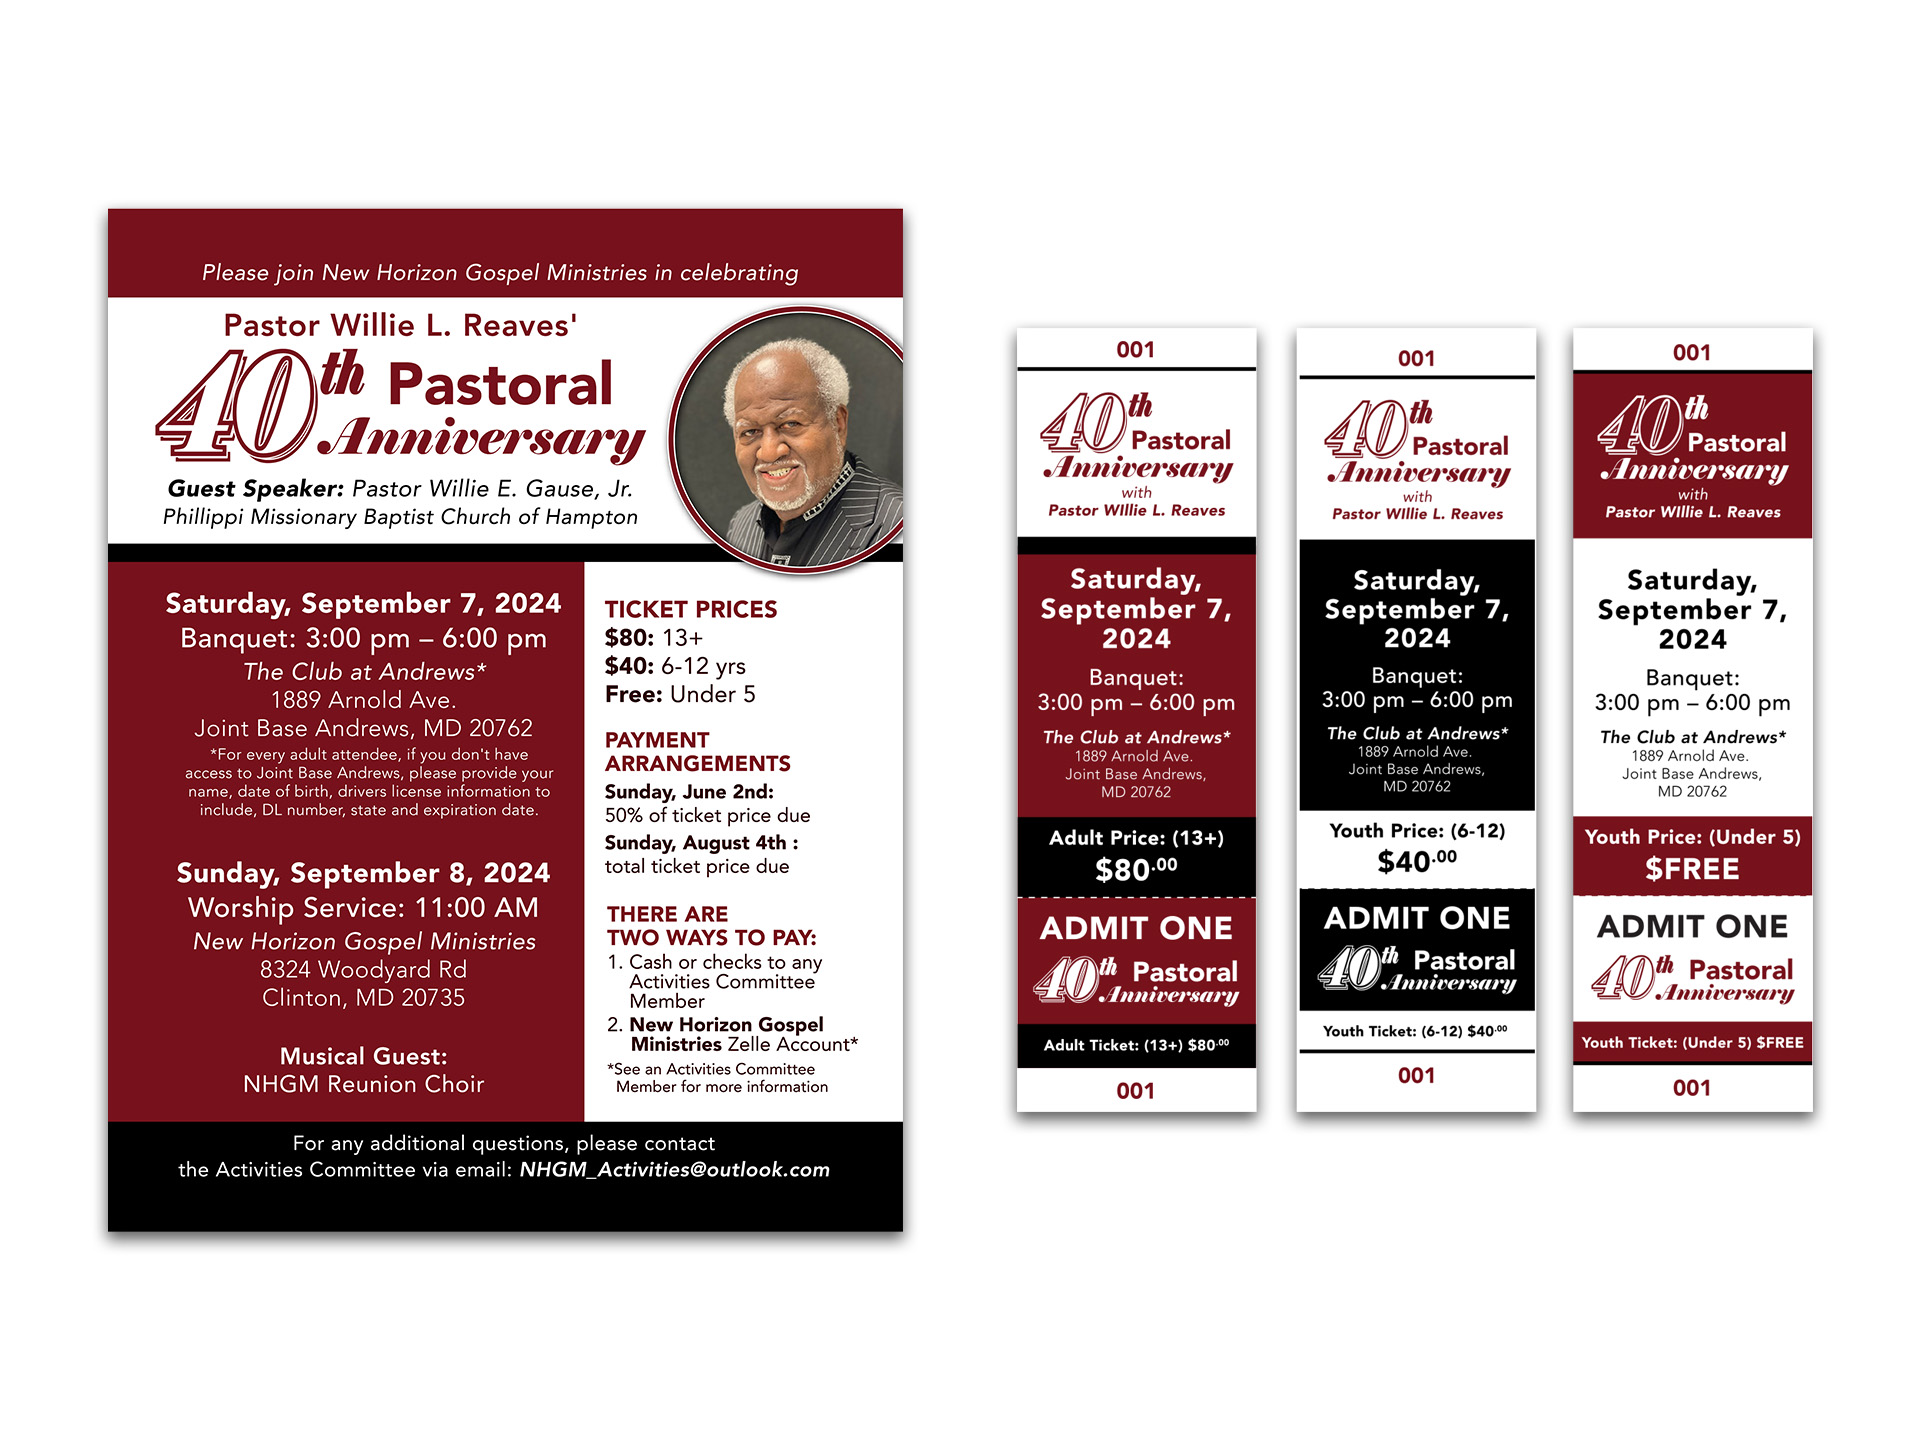 Please join New Horizon Gospel Ministries in celebrating
Pastor Willie L. Reaves'
40th Pastoral
Anniversary
Guest Speaker: Pastor Willie E. Gause, Jr.
Phillippi Missionary Baptist Church of Hampton
Saturday, September 7, 2024
Banquet: 3:00 pm – 6:00 pm
The Club at Andrews*
1889 Arnold Ave.
Joint Base Andrews, MD 20762
*For every adult attendee, if you don't have
access to Joint Base Andrews, please provide your
name, date of birth, drivers license information to
include, DL number, state and expiration date.
Sunday, September 8, 2024
Worship Service: 11:00 AM
New Horizon Gospel Ministries
8324 Woodyard Rd
Clinton, MD 20735
Musical Guest:
NHGM Reunion Choir
TICKET PRICES
$80: 13+
$40: 6-12 yrs
Free: Under 5
PAYMENT
ARRANGEMENTS
Sunday, June 2nd:
50% of ticket price due
Sunday, August 4th :
total ticket price due
THERE ARE
TWO WAYS TO PAY:
1. Cash or checks to any
Activities Committee
Member
2. New Horizon Gospel
Ministries Zelle Account*
*See an Activities Committee
Member for more information
For any additional questions, please contact
the Activities Committee via email: NHGM_Activities@outlook.com
001
40th
Pastoral
Anniversary
with
Pastor WIllie L. Reaves
Saturday,
September 7,
2024
Banquet:
3:00 pm – 6:00 pm
The Club at Andrews*
1889 Arnold Ave.
Joint Base Andrews,
MD 20762
Adult Price: (13+)
$80.00
ADMIT ONE
40th Pastoral
Anniversary
Adult Ticket: (13+) $80.00
001
001
40th
Pastoral
Anniversary
with
Pastor WIllie L. Reaves
Saturday,
September 7,
2024
Banquet:
3:00 pm – 6:00 pm
The Club at Andrews*
1889 Arnold Ave.
Joint Base Andrews,
MD 20762
Youth Price: (6-12)
$40.00
ADMIT ONE
40th Pastoral
Anniversary
Youth Ticket: (6-12) $40.00
001
001
40th
Pastoral
Anniversary
with
Pastor WIllie L. Reaves
Saturday,
September 7,
2024
Banquet:
3:00 pm – 6:00 pm
The Club at Andrews*
1889 Arnold Ave.
Joint Base Andrews,
MD 20762
Youth Price: (Under 5)
$FREE
ADMIT ONE
40th Pastoral
Anniversary
Youth Ticket: (Under 5) $FREE
001